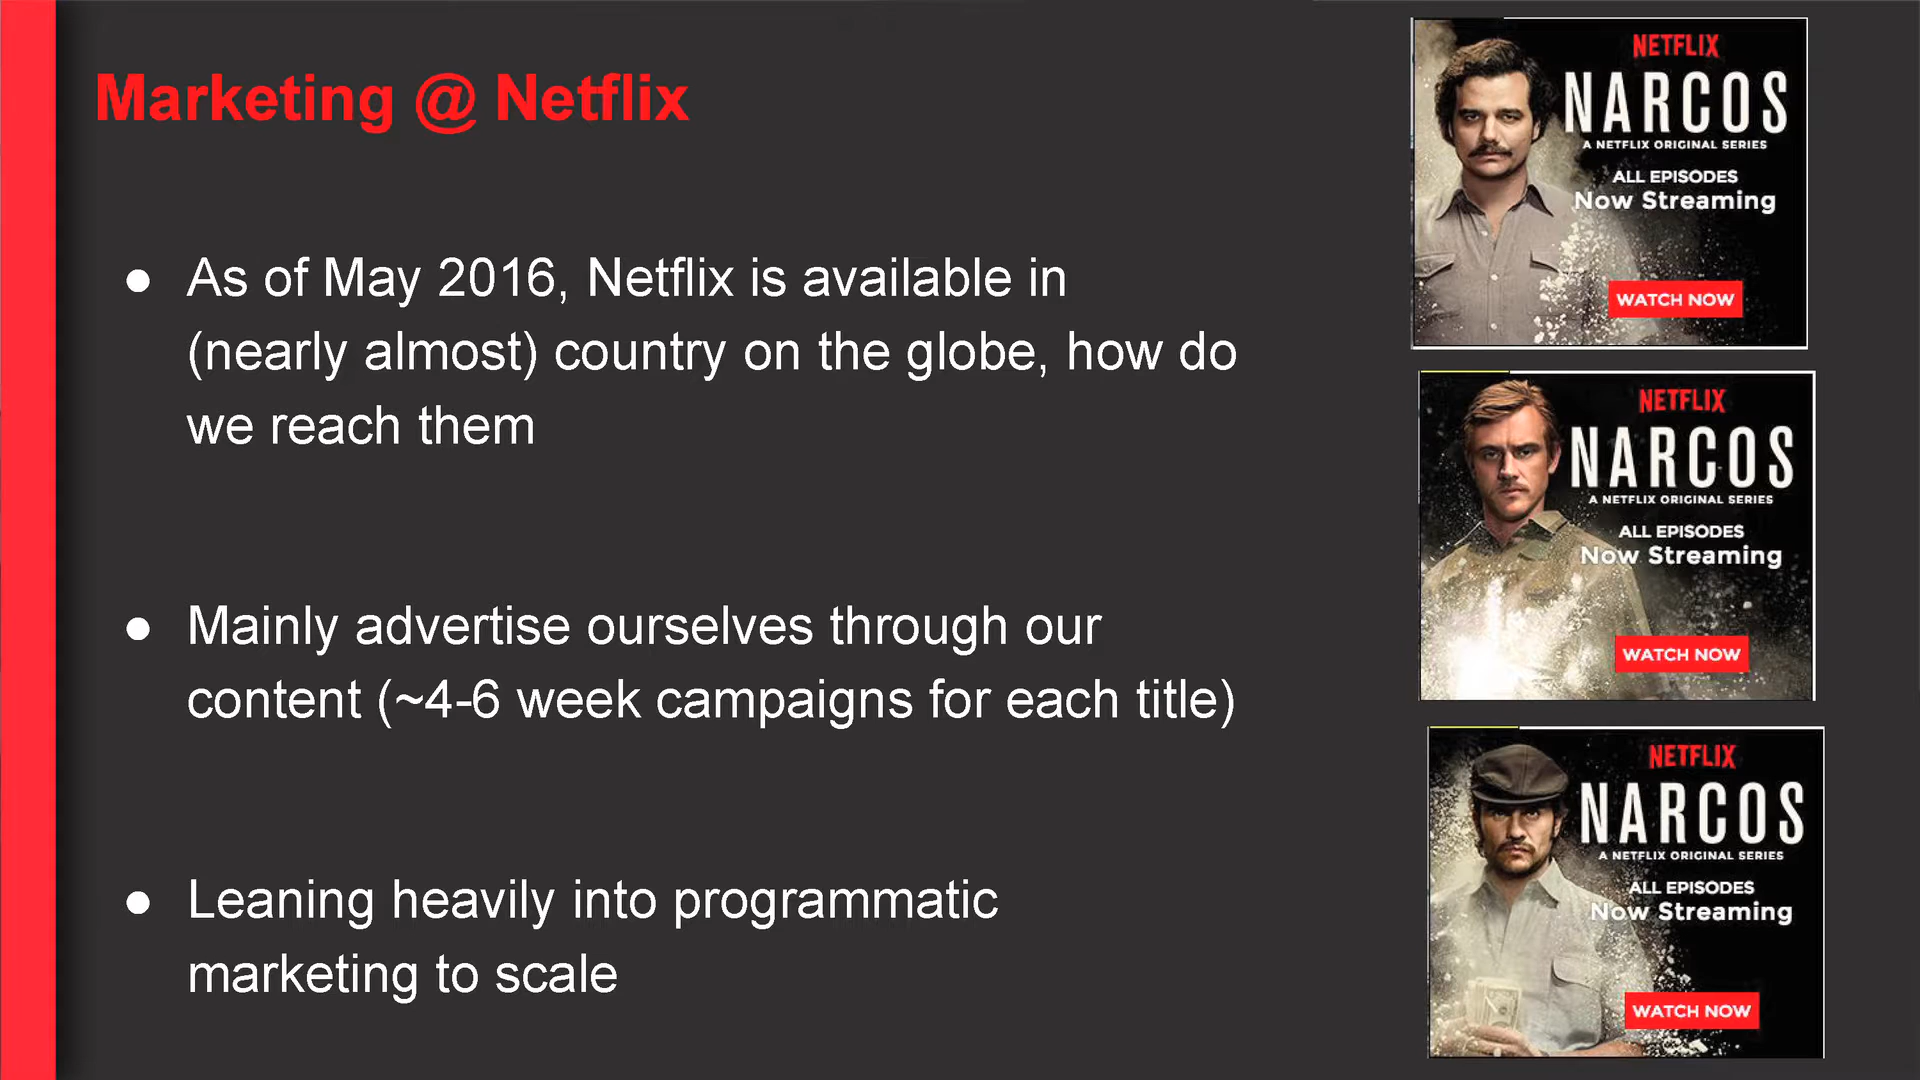 Marketing @ Netflix
● As of May 2016, Netflix is available in
(nearly almost) country on the globe, how do
we reach them
● Mainly advertise ourselves through our
content (~4-6 week campaigns for each title)
● Leaning heavily into programmatic
marketing to scale
NETFLIX
NARCOS
A NETFLIX ORIGINAL SERIES
ALL EPISODES
Now Streaming
WATCH NOW
NETFLIX
NARCOS
A NETFLIX ORIGINAL SERIES
ALL EPISODES
Now Streaming
WATCH NOW
NETFLIX
NARCOS
A NETFLIX ORIGINAL SERIES
ALL EPISODES
Now Streaming
WATCH NOW